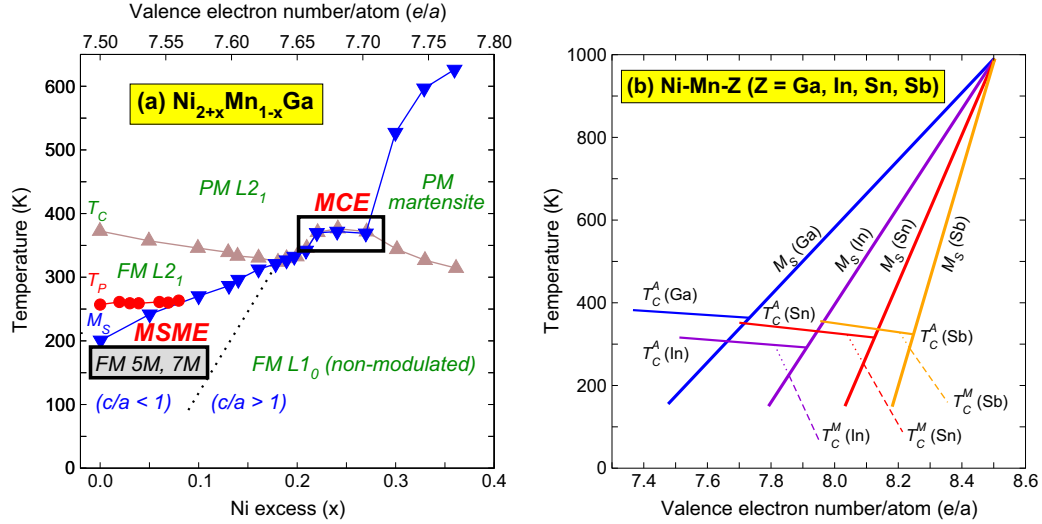 Valence electron number/atom (e/a)
7.50 7.55 7.60 7.65 7.70 7.75 7.80
(a) Ni2+xMn1-xGa
PM L21
MCE
PM
martensite
TC
FM L21
TP
MS
MSME
FM 5M, 7M
FM L10 (non-modulated)
(c/a < 1)
(c/a > 1)
600
500
400
300
200
100
0
Temperature (K)
0.0 0.1 0.2 0.3 0.4
Ni excess (x)
(b) Ni-Mn-Z (Z = Ga, In, Sn, Sb)
1000
800
600
400
200
0
Temperature (K)
MS(Ga)
MS(In)
MS(Sn)
MS(Sb)
TCA(Ga)
TCA(Sn)
TCA(In)
TCA(Sb)
TCM(Sb)
TCM(In)
TCM(Sn)
7.4 7.6 7.8 8.0 8.2 8.4 8.6
Valence electron number/atom (e/a)